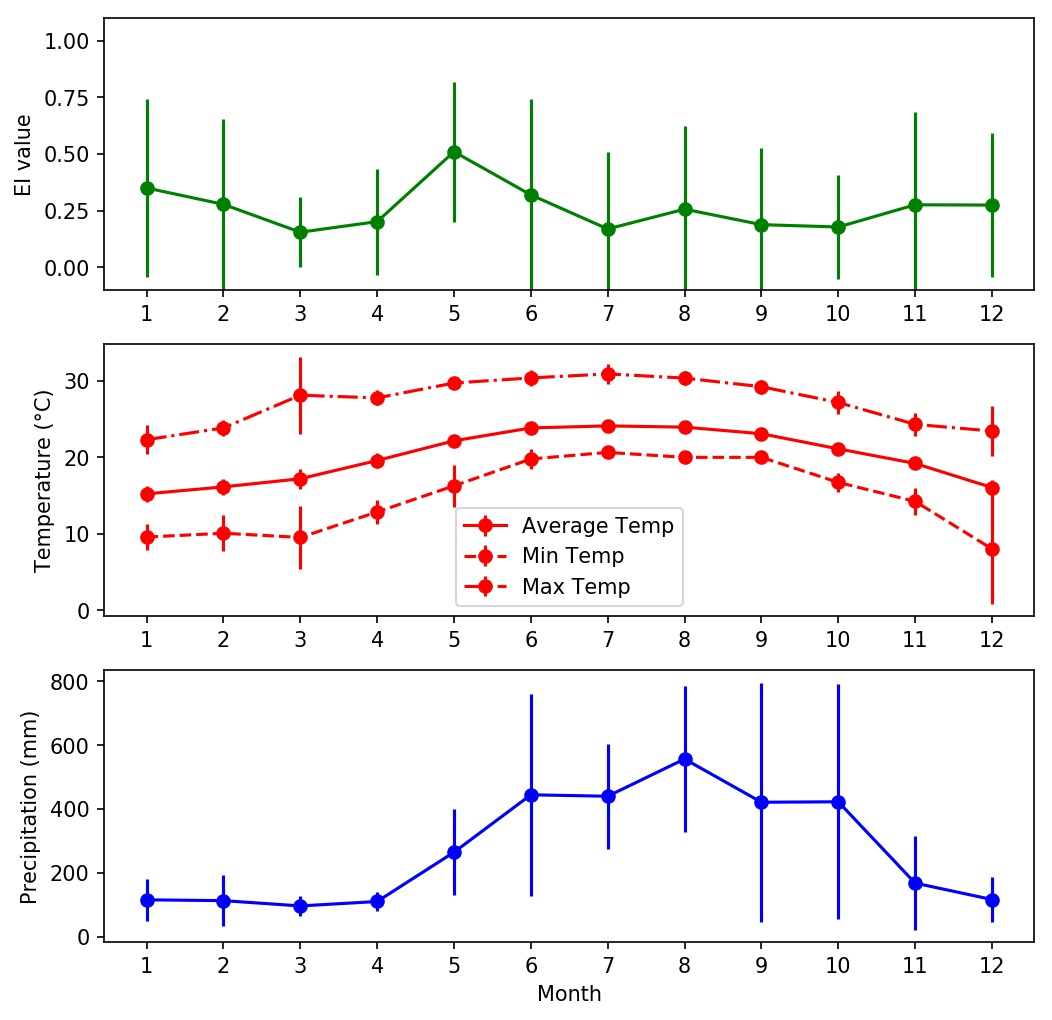 EI value
1.00
0.75
0.50
0.25
0.00
1 2 3 4 5 6 7 8 9 10 11 12
Temperature (°C)
30
20
10
0
Average Temp
Min Temp
Max Temp
1 2 3 4 5 6 7 8 9 10 11 12
Precipitation (mm)
800
600
400
200
0
1 2 3 4 5 6 7 8 9 10 11 12
Month